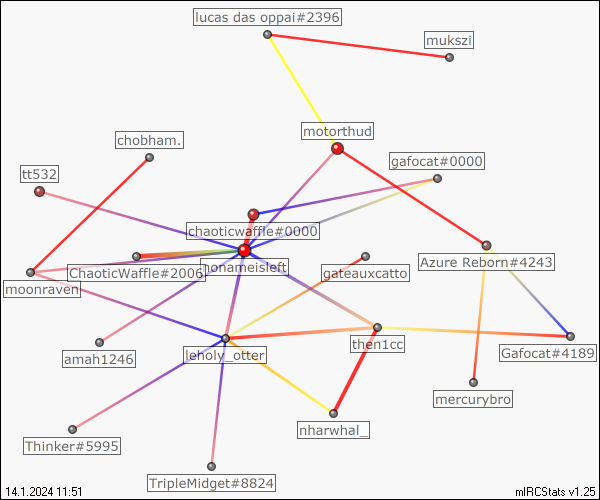 lucas das oppai#2396
mukszi
motorthud
chobham.
gafocat#0000
tt532
chaoticwaffle#0000
Azure Reborn#4243
ChaoticWaffle#2006
nonameisleft
gateauxcatto
moonraven
then1cc
Gafocat#4189
amah1246
leholy_otter
mercurybro
nharwhal_
Thinker#5995
TripleMidget#8824
14.1.2024 11:51
mIRCStats v1.25